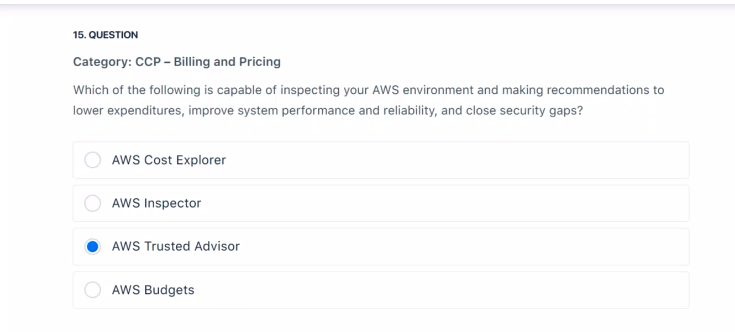 15. QUESTION
Category: CCP – Billing and Pricing
Which of the following is capable of inspecting your AWS environment and making recommendations to
lower expenditures, improve system performance and reliability, and close security gaps?
AWS Cost Explorer
AWS Inspector
AWS Trusted Advisor
AWS Budgets